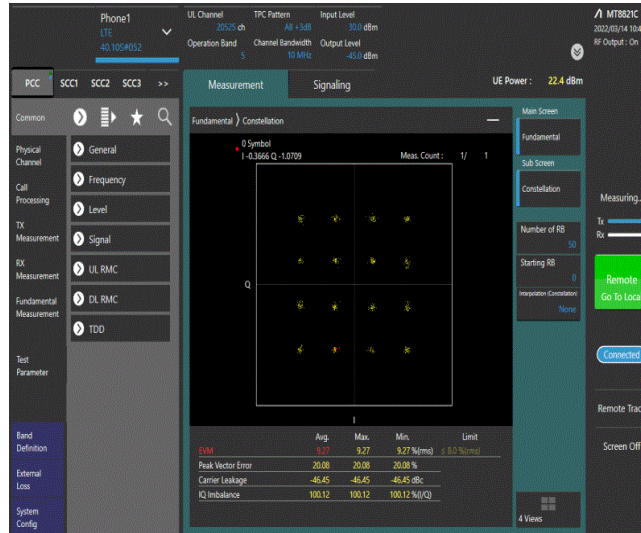 Phone1
LTE
40.10S#052
UL Channel
20525 ch
TPC Pattern
All +3dB
Input Level
30.0 dBm
Operation Band
5
Channel Bandwidth
10 MHz
Output Level
-45.0 dBm
MT8821C
2022/03/14 10:4
RF Output : On
PCC
SCC1
SCC2
SCC3
>>
Measurement
Signaling
UE Power : 22.4 dBm
Common
Physical
Channel
Call
Processing
TX
Measurement
RX
Measurement
Fundamental
Measurement
Test
Parameter
Band
Definition
External
Loss
System
Config
General
Frequency
Level
Signal
UL RMC
DL RMC
TDD
Fundamental > Constellation
0 Symbol
I -0.3666 Q -1.0709
Meas. Count : 1/ 1
Q
I
Avg. Max. Min. Limit
EVM 9.27 9.27 9.27 %(rms) ≤ 8.0 %(rms)
Peak Vector Error 20.08 20.08 20.08 %
Carrier Leakage -46.45 -46.45 -46.45 dBc
IQ Imbalance 100.12 100.12 100.12 %(I/Q)
Main Screen
Fundamental
Sub Screen
Constellation
Number of RB
50
Starting RB
0
Interpolation (Constellation)
None
4 Views
Measuring..
Tx
Rx
Remote
Go To Loca
Connected
Remote Trac
Screen Off